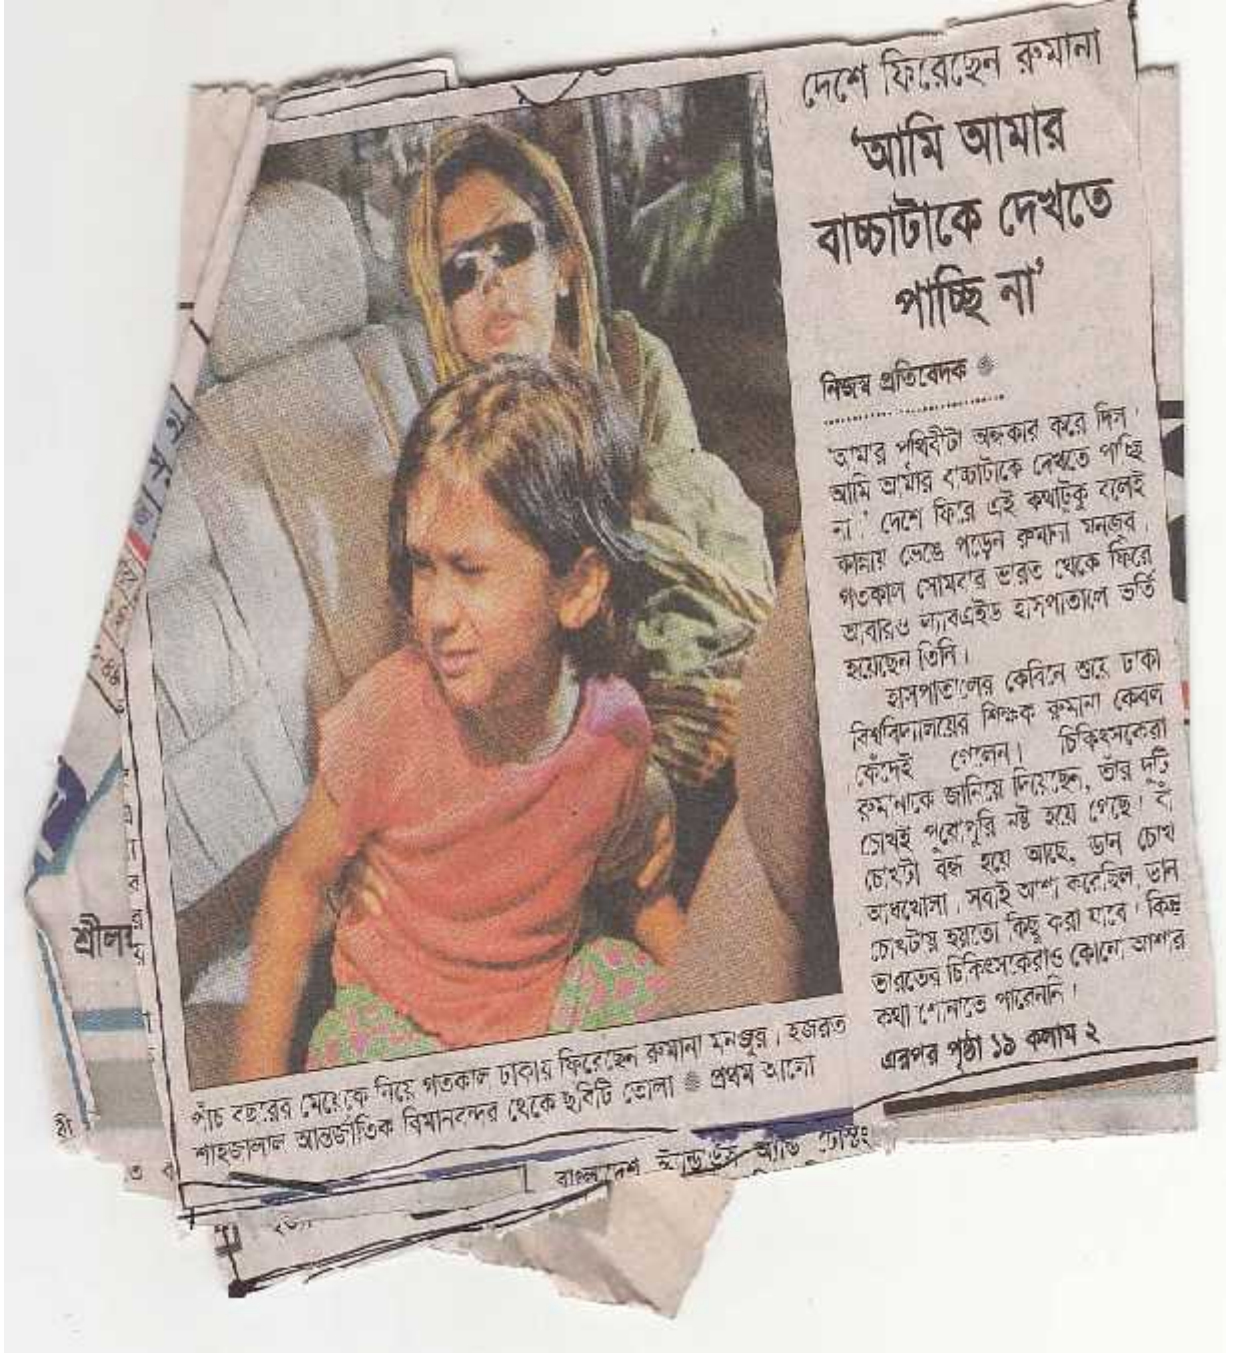 দেশে ফিরেছেন রুমানা
‘আমি আমার
বাচ্চাটাকে দেখতে
পাচ্ছি না’
নিজস্ব প্রতিবেদক
‘আমার পৃথিবীটা অন্ধকার করে দিল।
আমি আমার বাচ্চাটাকে দেখতে পাচ্ছি
না।’ দেশে ফিরে এই কথাটুকু বলেই
কান্নায় ভেঙে পড়েন রুমানা মনজুর।
গতকাল সোমবার ভারত থেকে ফিরে
আবারও ল্যাবএইড হাসপাতালে ভর্তি
হয়েছেন তিনি।
হাসপাতালের কেবিনে শুয়ে ঢাকা
বিশ্ববিদ্যালয়ের শিক্ষক রুমানা কেবল
কেঁদেই গেলেন। চিকিৎসকেরা
রুমানাকে জানিয়ে দিয়েছেন, তাঁর দুটি
চোখই পুরোপুরি নষ্ট হয়ে গেছে। বাঁ
চোখটা বন্ধ হয়ে আছে, ডান চোখ
আধখোলা। সবাই আশা করেছিল, ডান
চোখটায় হয়তো কিছু করা যাবে। কিন্তু
ভারতের চিকিৎসকেরাও কোনো আশার
কথা শোনাতে পারেননি।
এরপর পৃষ্ঠা ১৯ কলাম ২
পাঁচ বছরের মেয়েকে নিয়ে গতকাল ঢাকায় ফিরেছেন রুমানা মনজুর। হজরত
শাহজালাল আন্তর্জাতিক বিমানবন্দর থেকে ছবিটি তোলা প্রথম আলো
শ্রীল
বাংলাদেশ স্ট্যান্ডার্ডস অ্যান্ড টেস্টিং